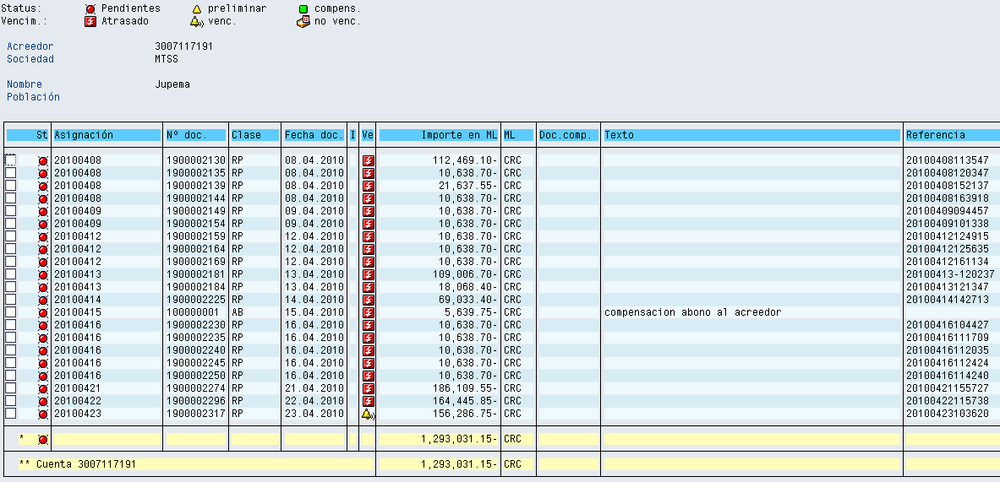 Status: Pendientes preliminar compens.
Vencim.: Atrasado venc. no venc.
Acreedor 3007117191
Sociedad MTSS
Nombre Jupema
Población
St Asignación Nº doc. Clase Fecha doc. I Ve Importe en ML ML Doc.comp. Texto Referencia
20100408 1900002130 RP 08.04.2010 112,469.10- CRC 20100408113547
20100408 1900002135 RP 08.04.2010 10,638.70- CRC 20100408120347
20100408 1900002139 RP 08.04.2010 21,637.55- CRC 20100408152137
20100408 1900002144 RP 08.04.2010 10,638.70- CRC 20100408163918
20100409 1900002149 RP 09.04.2010 10,638.70- CRC 20100409094457
20100409 1900002154 RP 09.04.2010 10,638.70- CRC 20100409101338
20100412 1900002159 RP 12.04.2010 10,638.70- CRC 20100412124915
20100412 1900002164 RP 12.04.2010 10,638.70- CRC 20100412125635
20100412 1900002169 RP 12.04.2010 10,638.70- CRC 20100412161134
20100413 1900002181 RP 13.04.2010 109,006.70- CRC 20100413-120237
20100413 1900002184 RP 13.04.2010 18,068.40- CRC 20100413121347
20100414 1900002225 RP 14.04.2010 69,033.40- CRC 20100414142713
20100415 100000001 AB 15.04.2010 5,639.75- CRC compensacion abono al acreedor
20100416 1900002230 RP 16.04.2010 10,638.70- CRC 20100416104427
20100416 1900002235 RP 16.04.2010 10,638.70- CRC 20100416111709
20100416 1900002240 RP 16.04.2010 10,638.70- CRC 20100416112035
20100416 1900002245 RP 16.04.2010 10,638.70- CRC 20100416112424
20100416 1900002250 RP 16.04.2010 10,638.70- CRC 20100416114240
20100421 1900002274 RP 21.04.2010 186,109.55- CRC 20100421155727
20100422 1900002296 RP 22.04.2010 164,445.85- CRC 20100422115738
20100423 1900002317 RP 23.04.2010 156,286.75- CRC 20100423103620
* 1,293,031.15- CRC
** Cuenta 3007117191 1,293,031.15- CRC